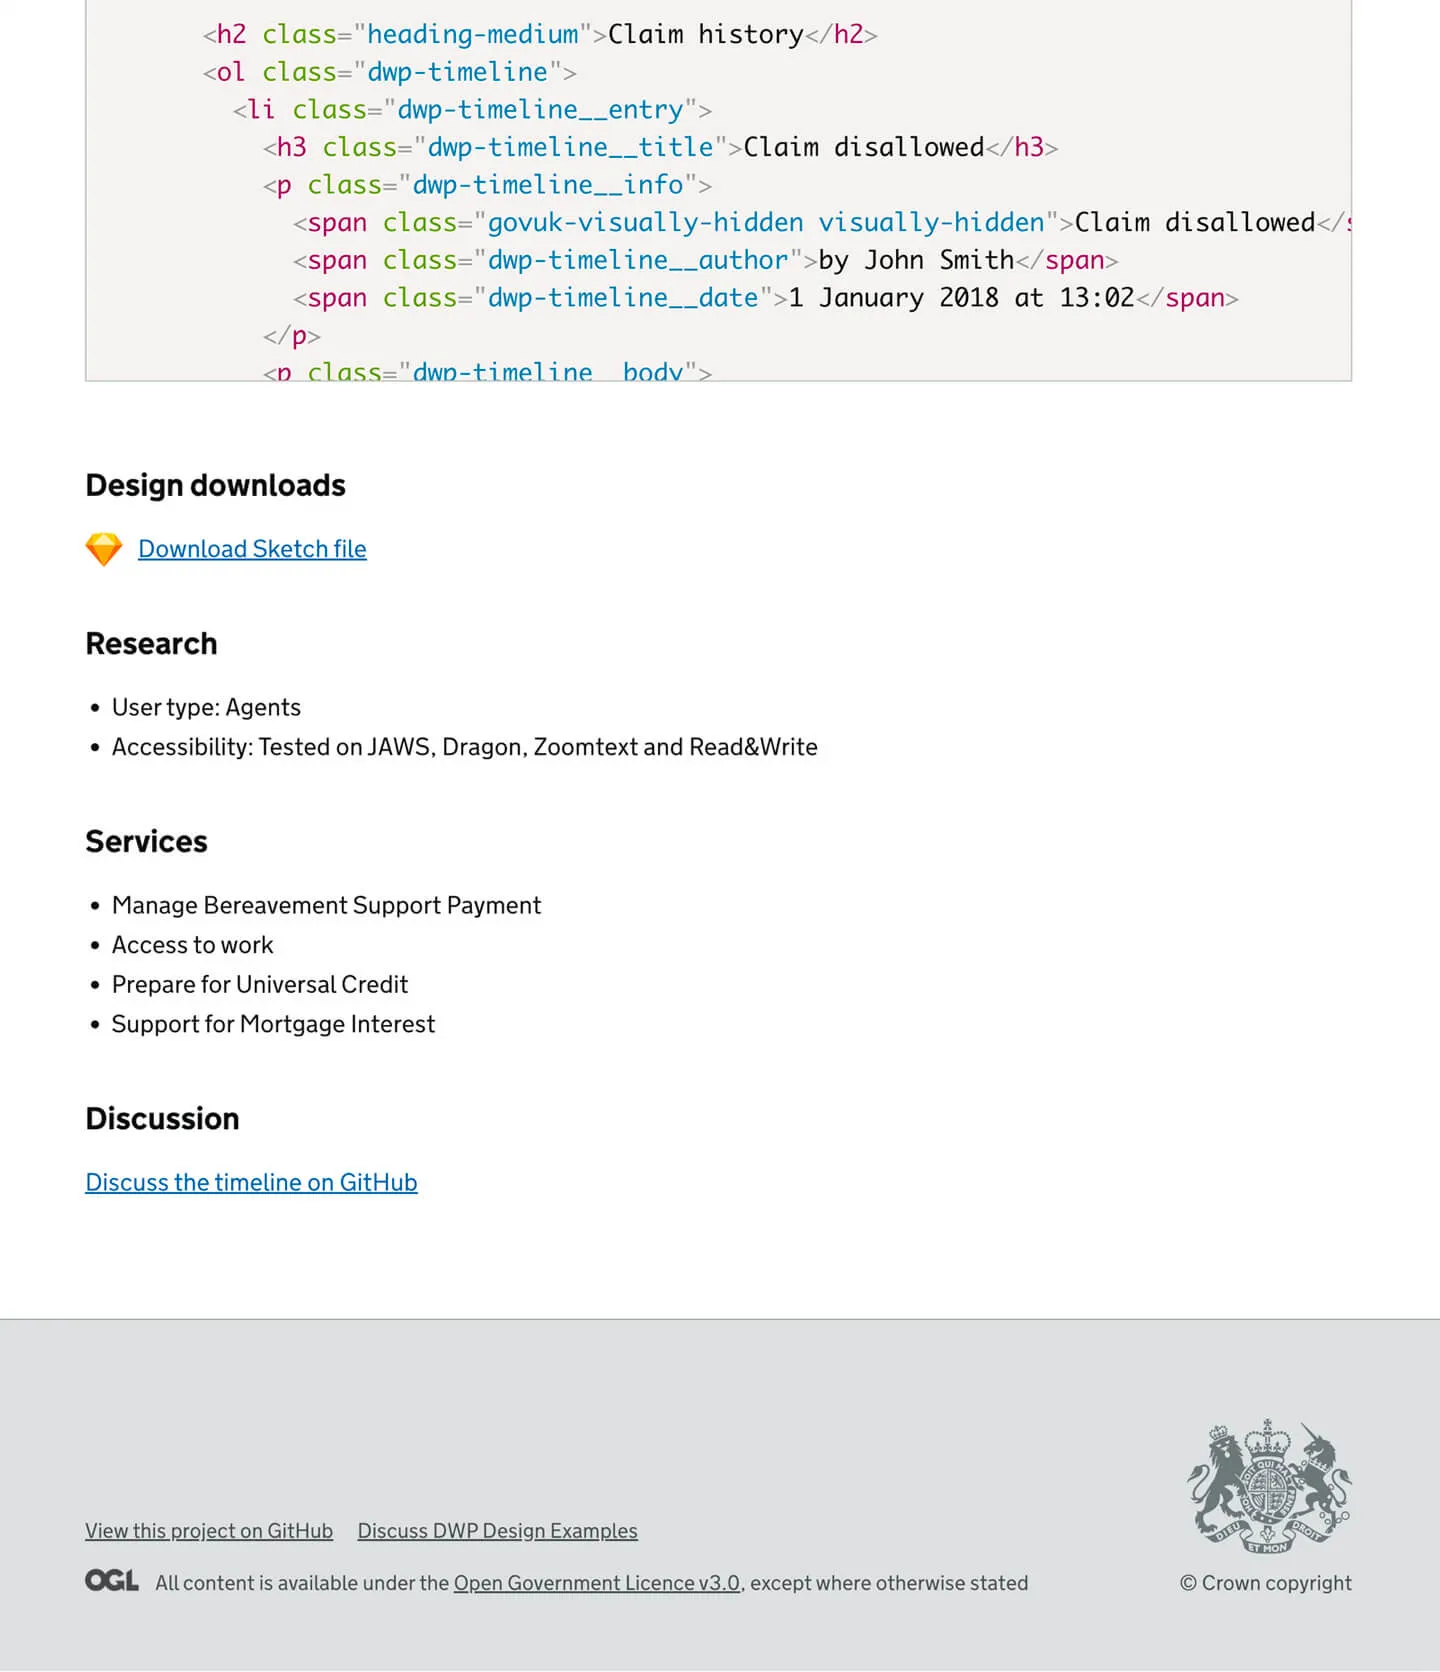 <h2 class="heading-medium">Claim history</h2>
<ol class="dwp-timeline">
<li class="dwp-timeline__entry">
<h3 class="dwp-timeline__title">Claim disallowed</h3>
<p class="dwp-timeline__info">
<span class="govuk-visually-hidden visually-hidden">Claim disallowed</s
<span class="dwp-timeline__author">by John Smith</span>
<span class="dwp-timeline__date">1 January 2018 at 13:02</span>
</p>
<p class="dwp-timeline__body">
Design downloads
Download Sketch file
Research
• User type: Agents
• Accessibility: Tested on JAWS, Dragon, Zoomtext and Read&Write
Services
• Manage Bereavement Support Payment
• Access to work
• Prepare for Universal Credit
• Support for Mortgage Interest
Discussion
Discuss the timeline on GitHub
View this project on GitHub Discuss DWP Design Examples
DIEU ET MON DROIT
OGL All content is available under the Open Government Licence v3.0, except where otherwise stated
© Crown copyright